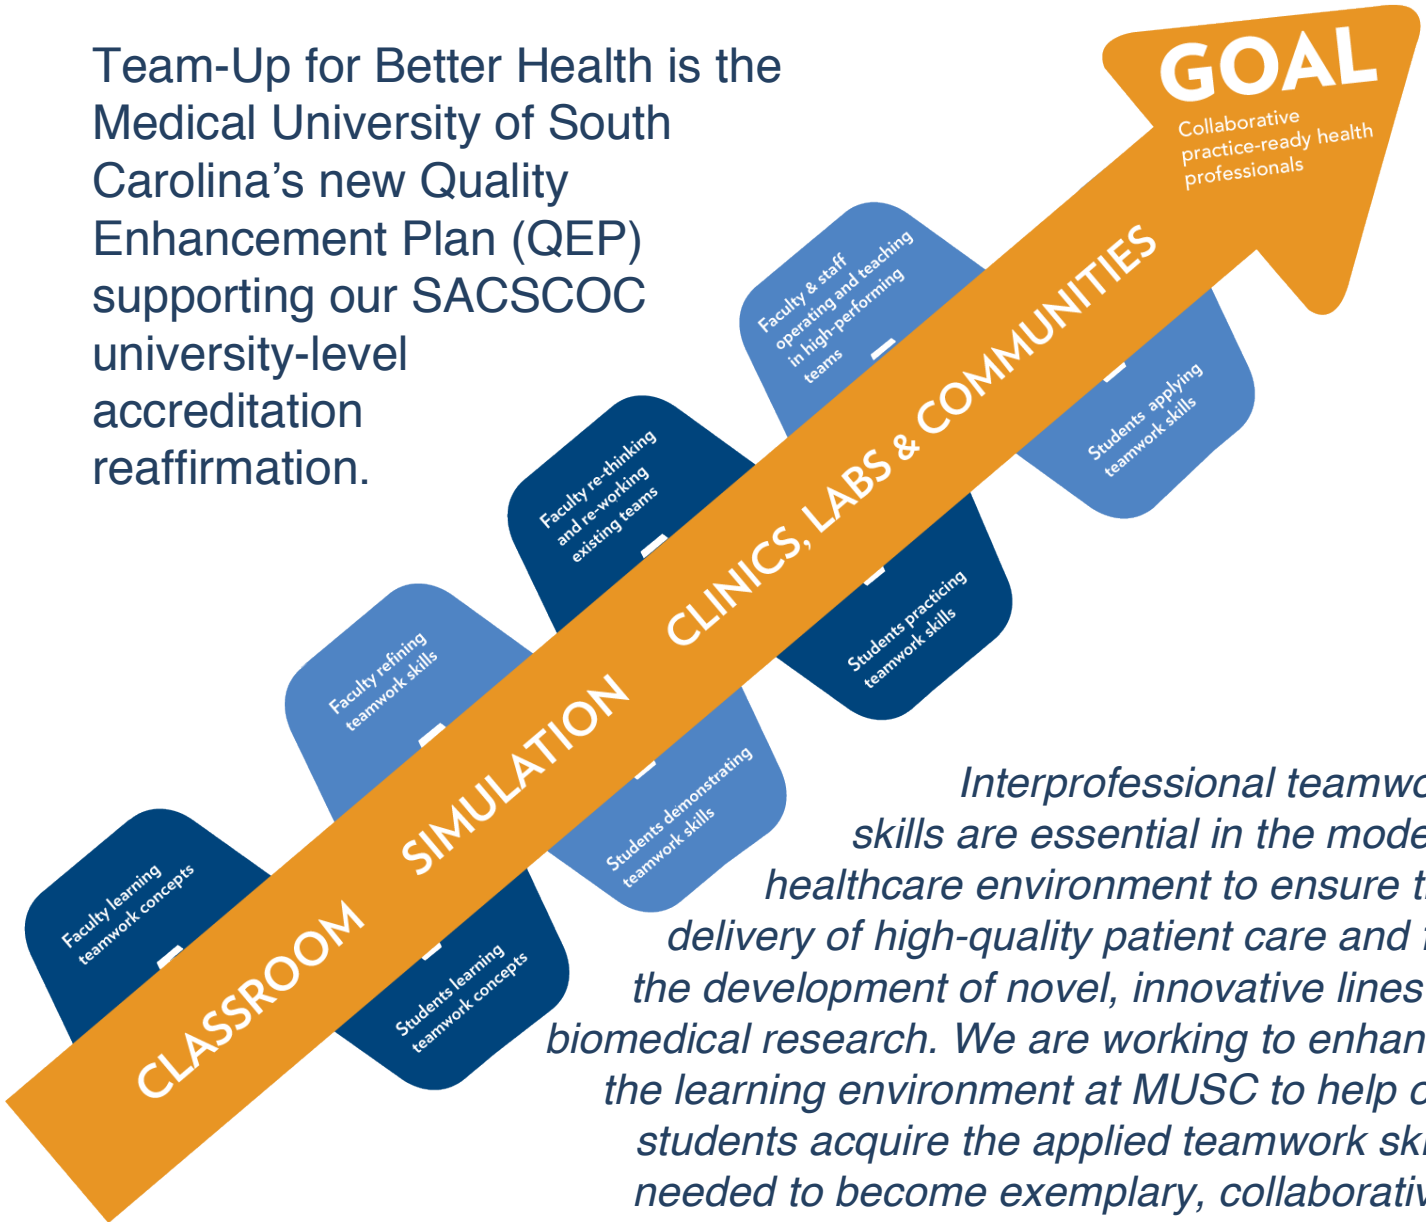 Team-Up for Better Health is the
Medical University of South
Carolina’s new Quality
Enhancement Plan (QEP)
supporting our SACSCOC
university-level
accreditation
reaffirmation.
GOAL
Collaborative
practice-ready health
professionals
Faculty & staff
operating and teaching
in high-performing
teams
Students applying
teamwork skills
CLINICS, LABS & COMMUNITIES
Faculty re-thinking
and re-working
existing teams
Students practicing
teamwork skills
Faculty refining
teamwork skills
SIMULATION
Students demonstrating
teamwork skills
Faculty learning
teamwork concepts
CLASSROOM
Students learning
teamwork concepts
Interprofessional
skills are essential in the
healthcare environment to ensure
delivery of high-quality patient care and
the development of novel, innovative lines
biomedical research. We are working to
the learning environment at MUSC to help
students acquire the applied teamwork
needed to become exemplary,